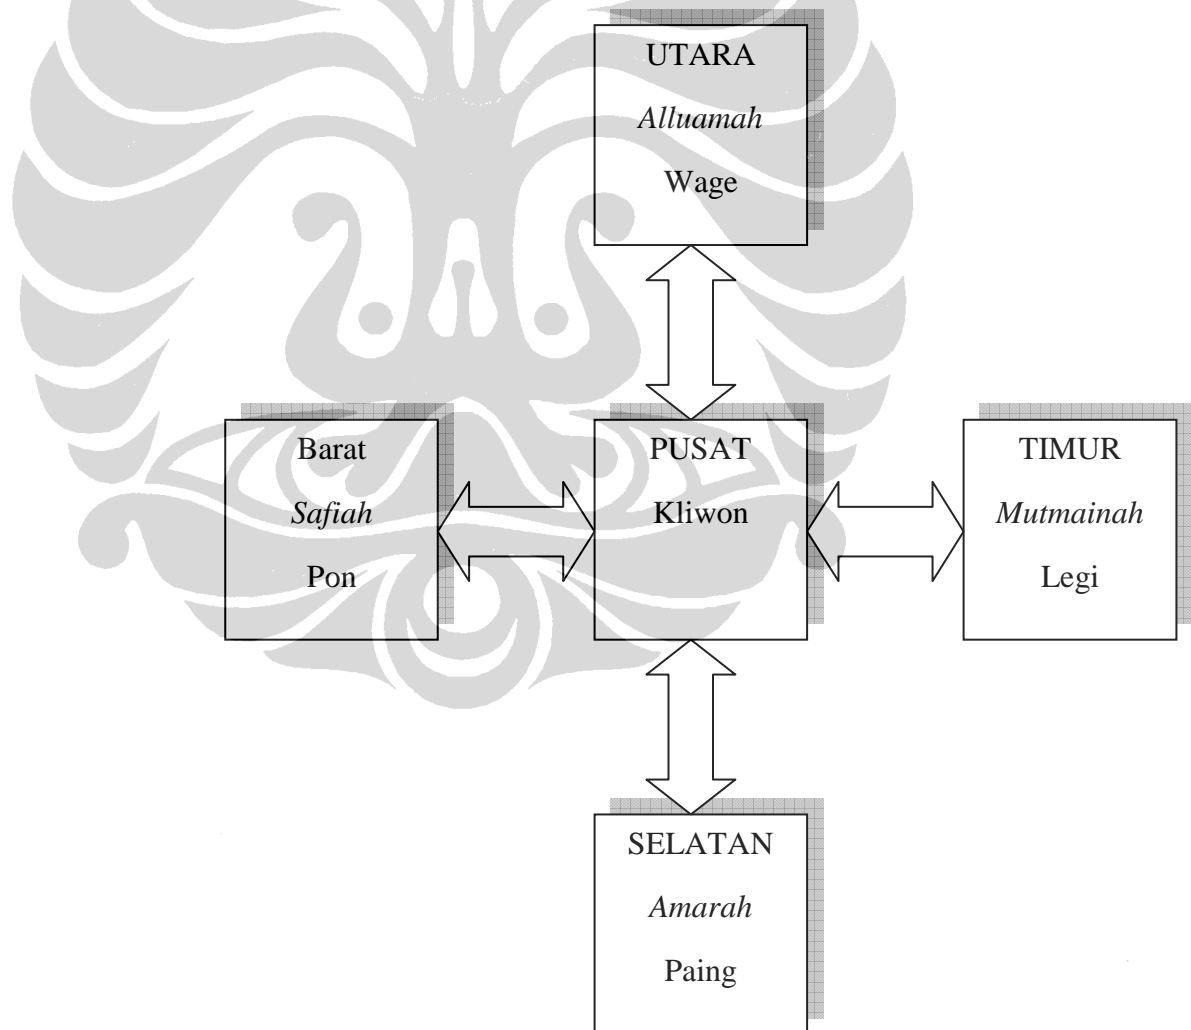 UTARA
Alluamah
Wage
Barat
Safiah
Pon
PUSAT
Kliwon
TIMUR
Mutmainah
Legi
SELATAN
Amarah
Paing